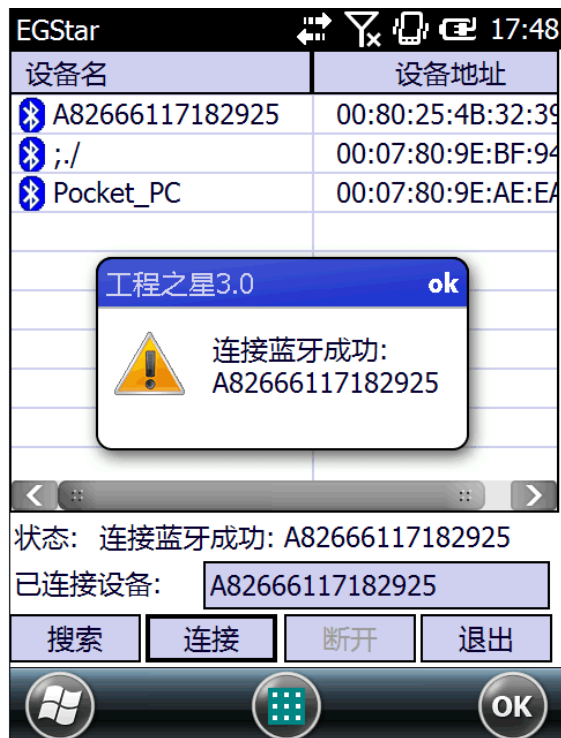 EGStar 17:48
设备名 设备地址
A82666117182925 00:80:25:4B:32:39
;./ 00:07:80:9E:BF:94
Pocket_PC 00:07:80:9E:AE:EA
工程之星3.0 ok
连接蓝牙成功:
A82666117182925
状态: 连接蓝牙成功: A82666117182925
已连接设备: A82666117182925
搜索 连接 断开 退出
OK